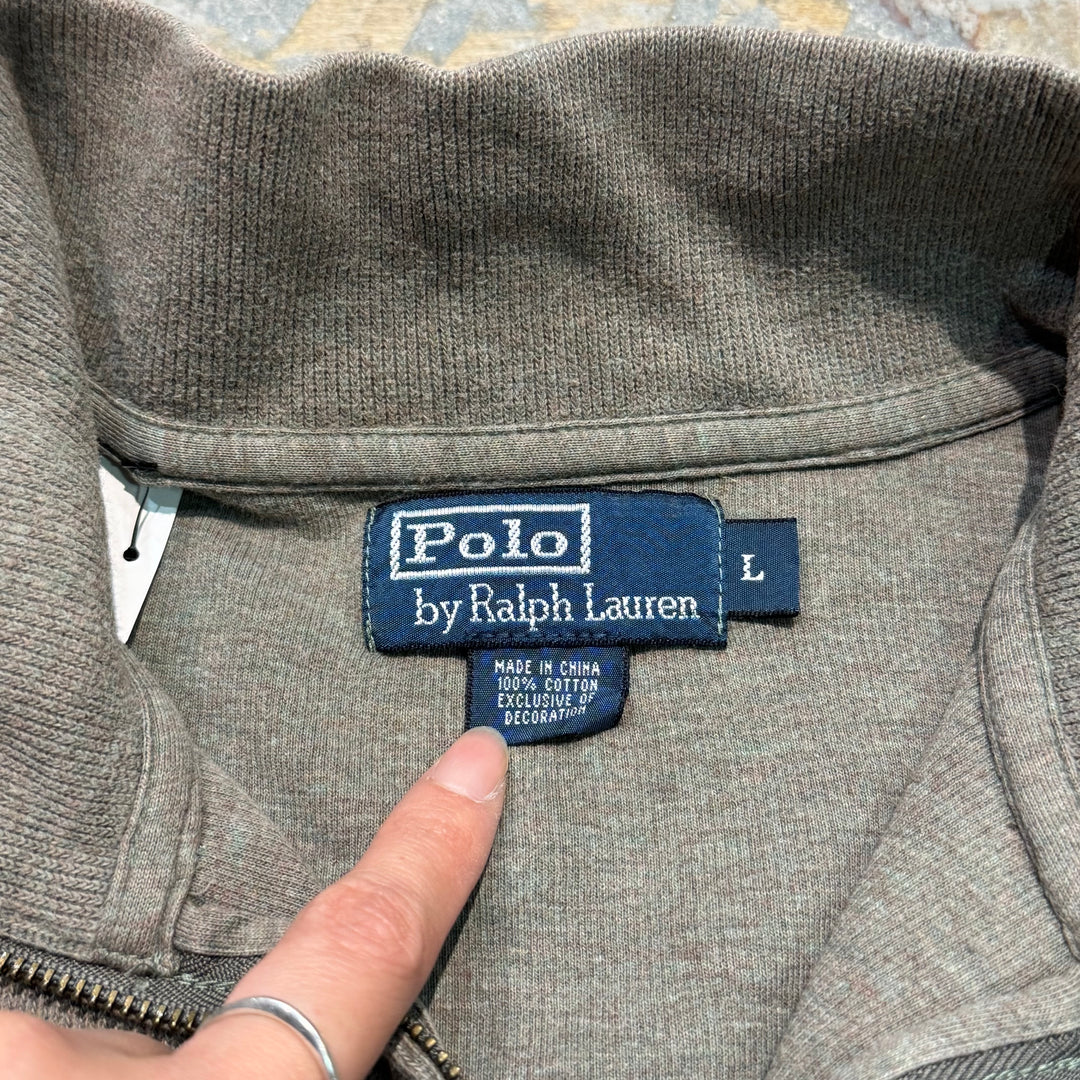 Polo
by Ralph Lauren
L
MADE IN CHINA
100% COTTON
EXCLUSIVE OF
DECORATION